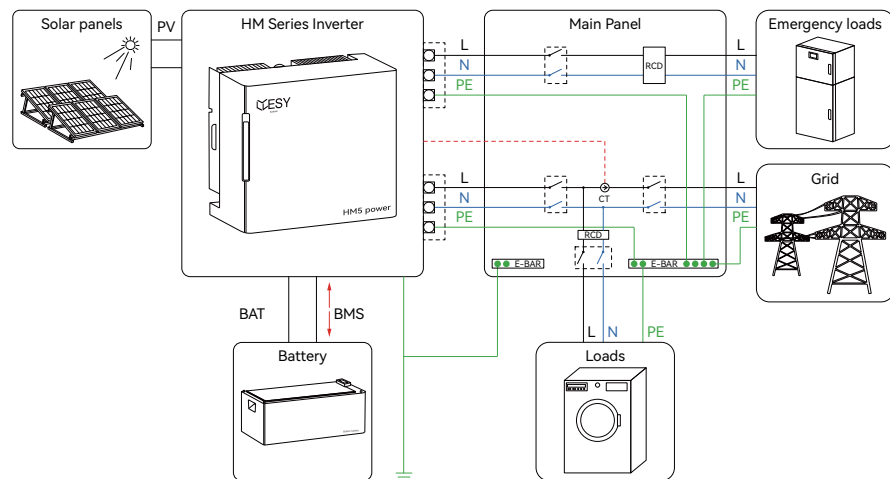 Solar panels
PV
HM Series Inverter
Main Panel
Emergency loads
L
N
PE
RCD
L
N
PE
ESY
HM5 power
L
N
PE
CT
RCD
E-BAR
E-BAR
Grid
L
N
PE
BAT
BMS
L
N
PE
Battery
Loads